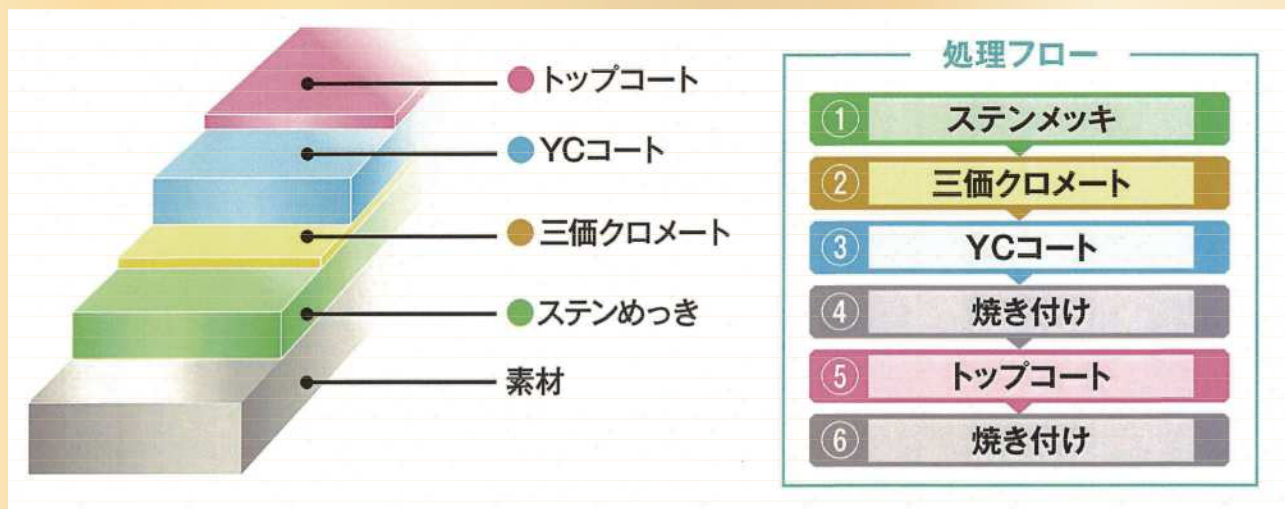 トップコート
YCコート
三価クロメート
ステンめっき
素材
処理フロー
① ステンメッキ
② 三価クロメート
③ YCコート
④ 焼き付け
⑤ トップコート
⑥ 焼き付け